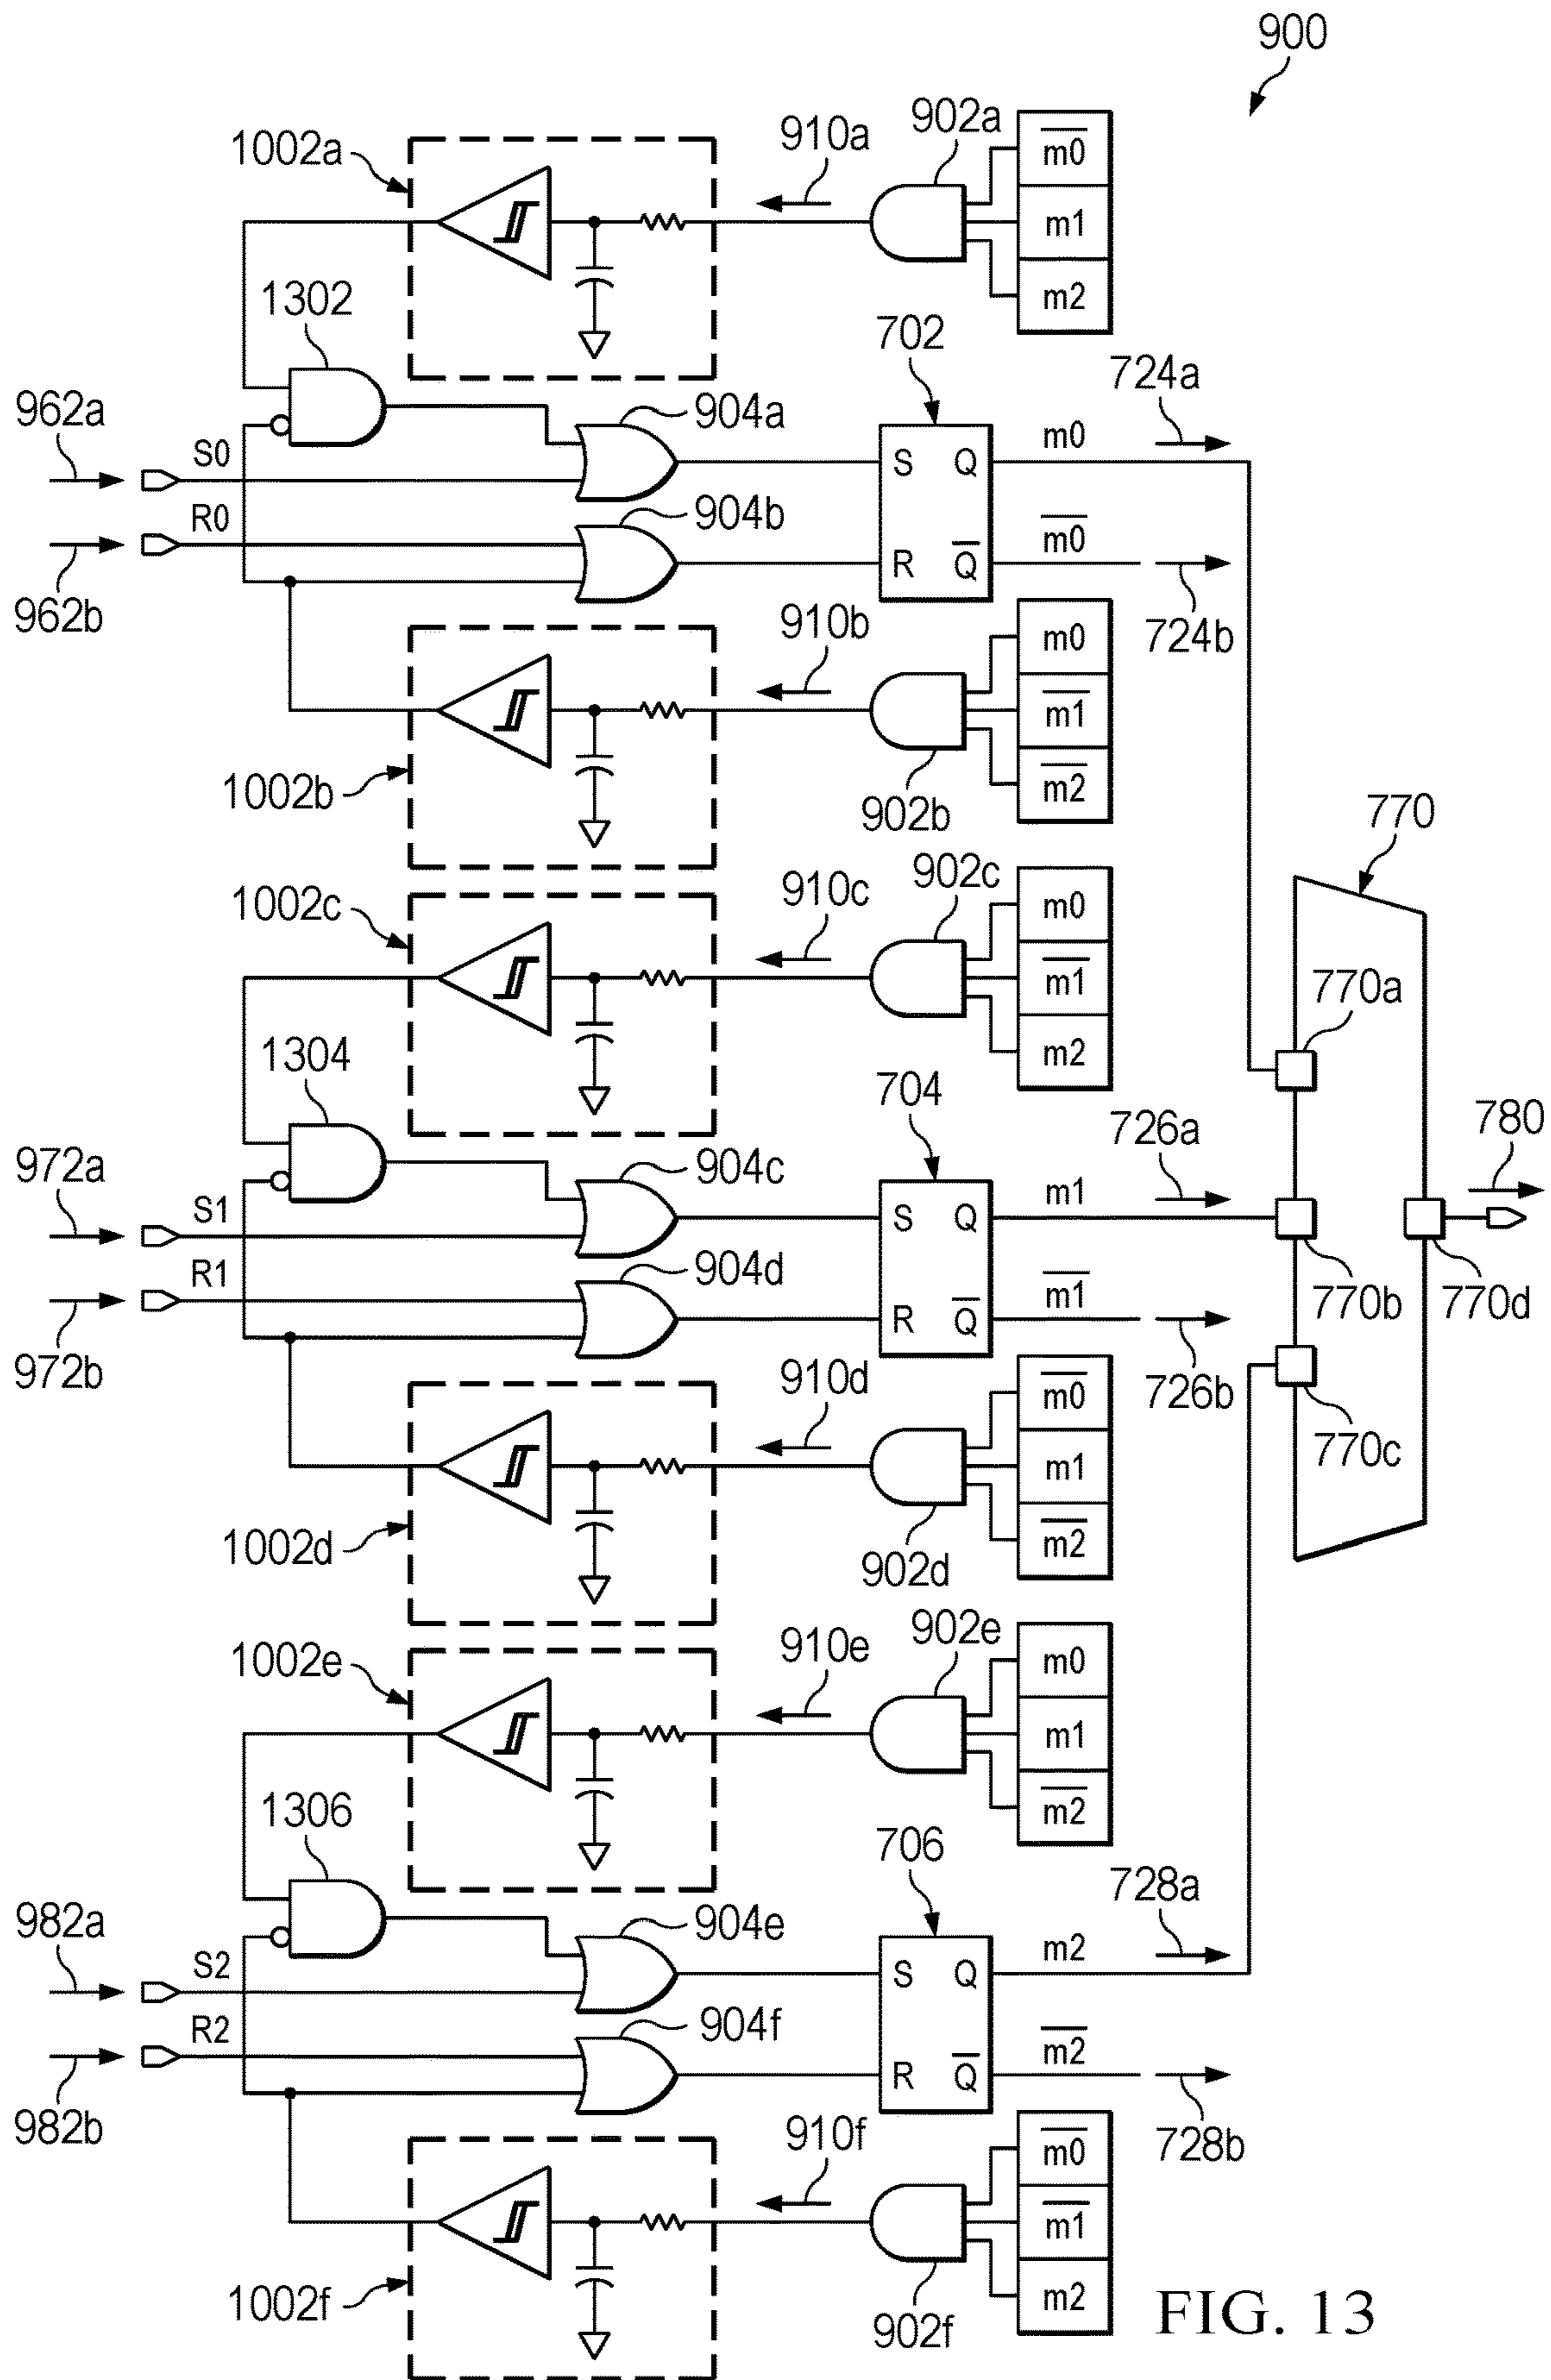 900
1002a
910a
902a
m0
m1
m2
1302
702
724a
962a
S0
904a
S Q
m0
R0
904b
R Q
m0
962b
724b
910b
m0
m1
m2
1002b
902b
770
1002c
910c
902c
m0
m1
m2
770a
1304
704
726a
780
972a
S1
904c
S Q
m1
R1
904d
R Q
m1
770b
770d
972b
726b
910d
m0
m1
m2
770c
1002d
902d
1002e
910e
902e
m0
m1
m2
1306
706
728a
982a
S2
904e
S Q
m2
R2
904f
R Q
m2
982b
728b
910f
m0
m1
m2
1002f
902f
FIG. 13